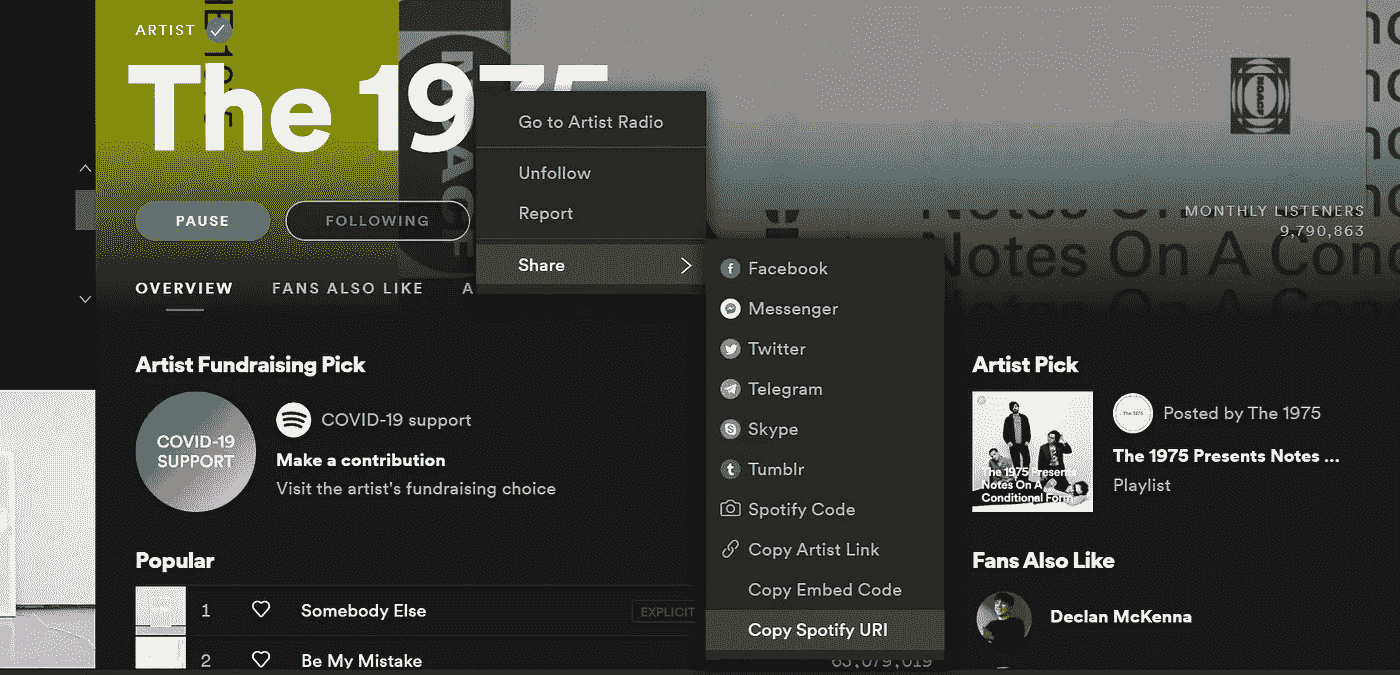 ARTIST
The 1975
PAUSE
FOLLOWING
MONTHLY LISTENERS
9,790,863
OVERVIEW
FANS ALSO LIKE
A
Go to Artist Radio
Unfollow
Report
Share
Facebook
Messenger
Twitter
Telegram
Skype
Tumblr
Spotify Code
Copy Artist Link
Copy Embed Code
Copy Spotify URI
Notes On A Cond
Artist Fundraising Pick
COVID-19
SUPPORT
COVID-19 support
Make a contribution
Visit the artist's fundraising choice
Popular
1
Somebody Else
EXPLICIT
2
Be My Mistake
63,079,019
Artist Pick
The 1975 Presents
Notes On A
Conditional Form
Posted by The 1975
The 1975 Presents Notes ...
Playlist
Fans Also Like
Declan McKenna